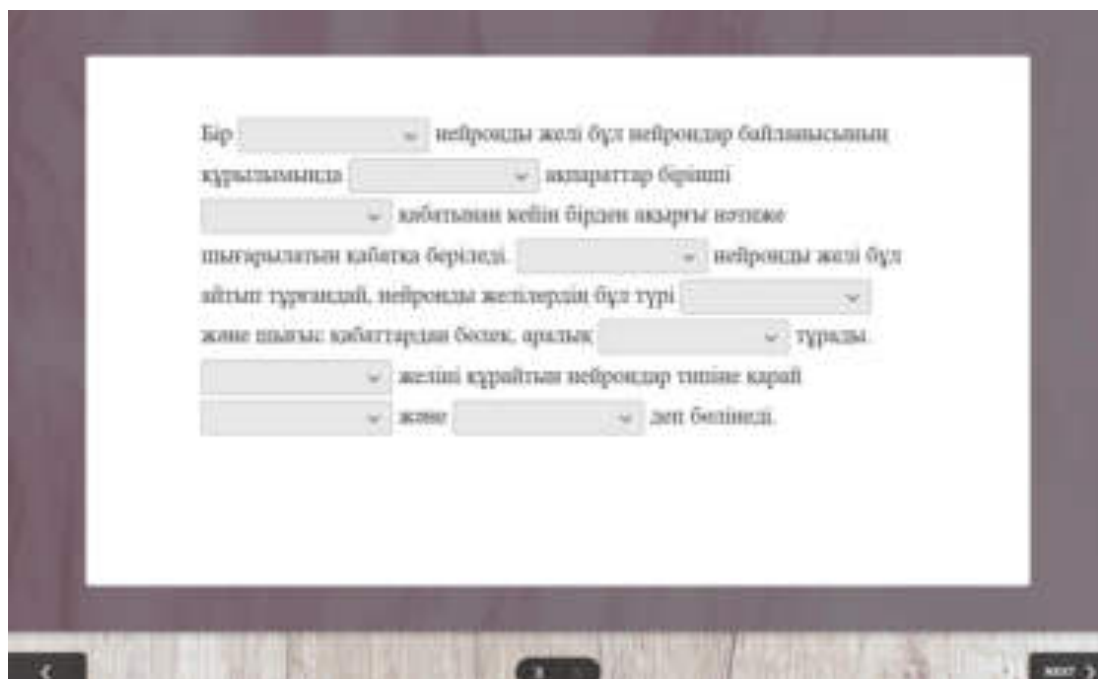 Бір нейронды желі бұл нейрондар байланысының
құрылымында ақпараттар бірінші
қабатынан кейін бірден ақырғы нәтиже
шығарылатын қабатқа беріледі. нейронды желі бұл
айтып тұрғандай, нейронды желілердің бұл түрі
және шығыс қабаттардан бөлек, аралық тұрады.
желіні құрайтын нейрондар типіне қарай
және деп бөлінеді.
NEXT